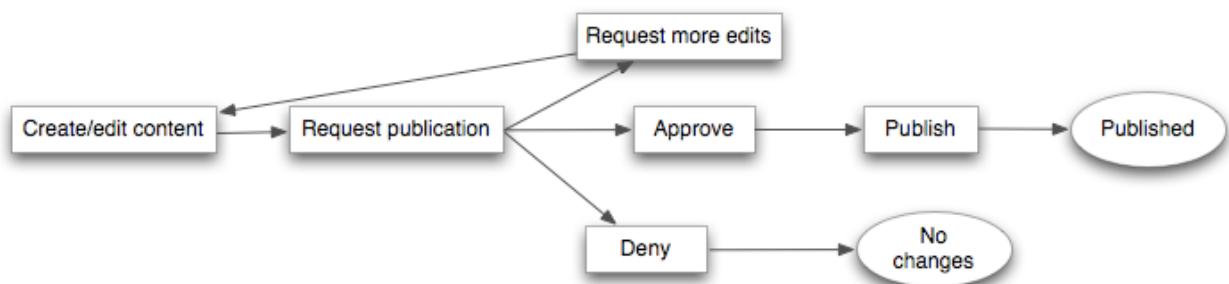 Request more edits
Create/edit content
Request publication
Approve
Publish
Published
Deny
No
changes